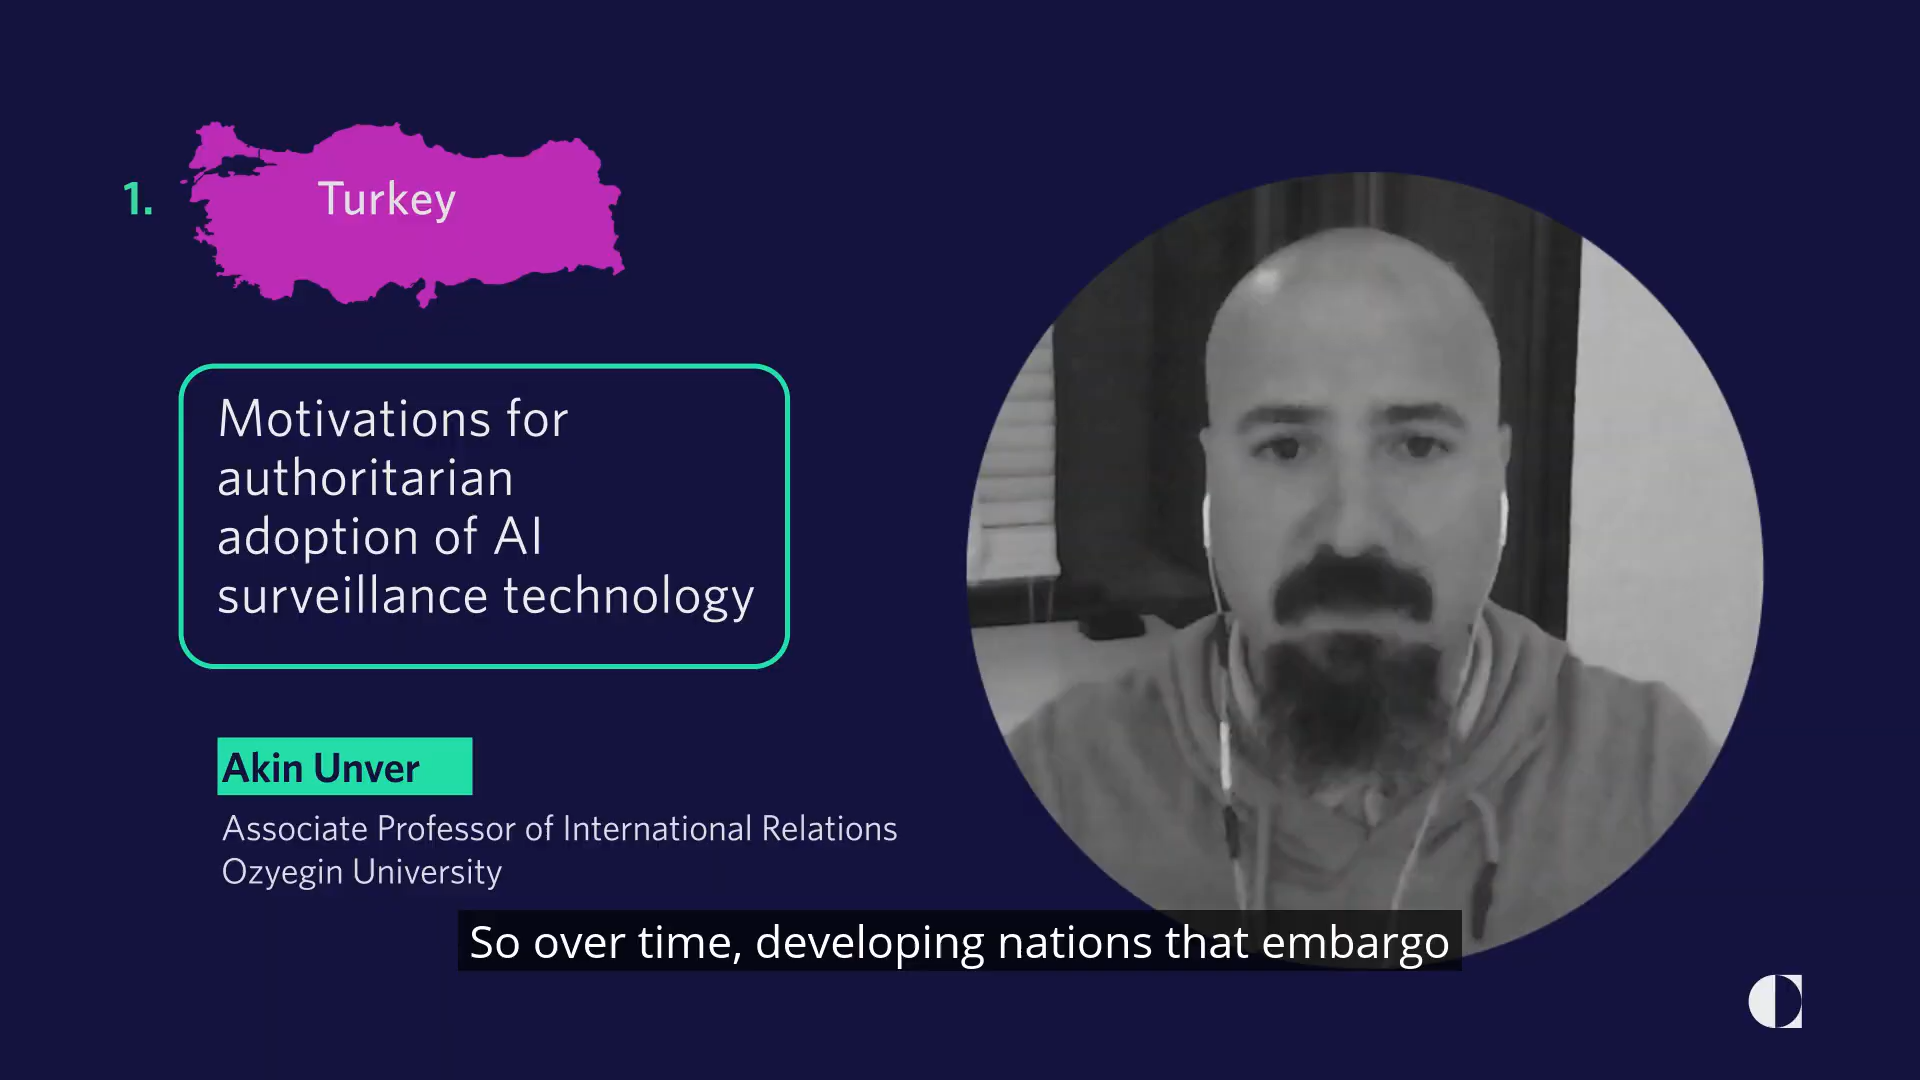 1.
Turkey
Motivations for
authoritarian
adoption of AI
surveillance technology
Akin Unver
Associate Professor of International Relations
Ozyegin University
So over time, developing nations that embargo